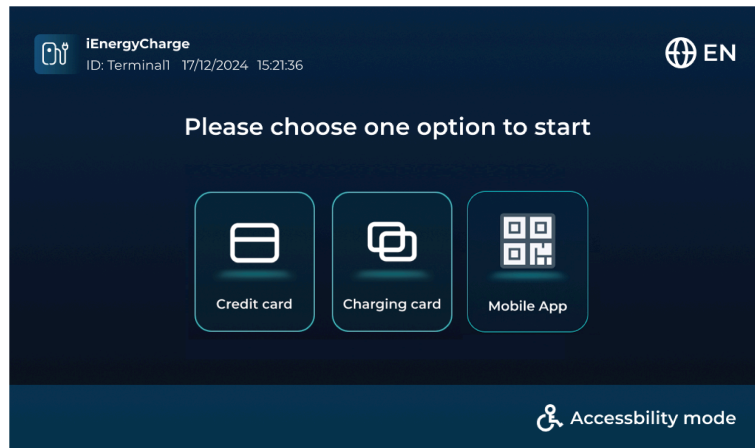 iEnergyCharge
ID: Terminal1 17/12/2024 15:21:36
EN
Please choose one option to start
Credit card
Charging card
Mobile App
Accessbility mode